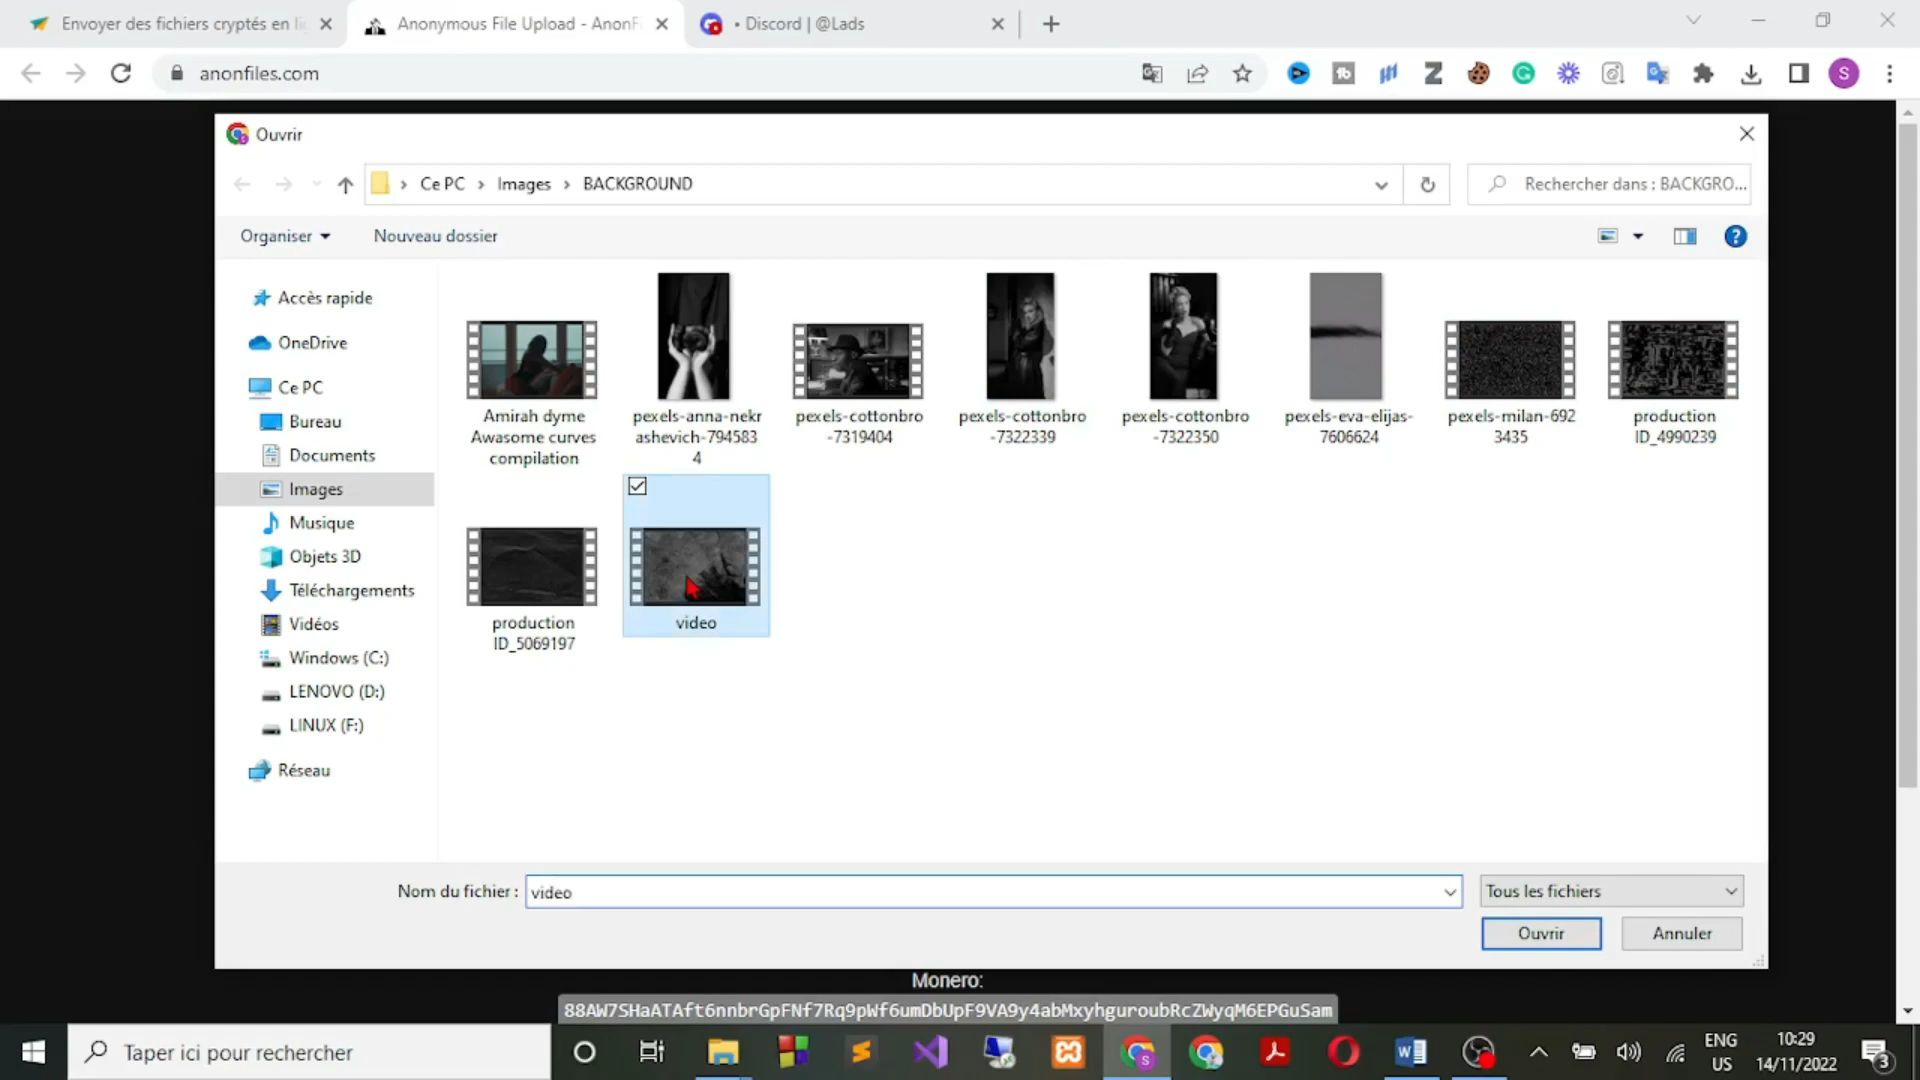 Envoyer des fichiers cryptés en li
Anonymous File Upload - AnonFi
• Discord | @Lads
anonfiles.com
Ouvrir
Ce PC > Images > BACKGROUND
Rechercher dans : BACKGRO...
Organiser
Nouveau dossier
Accès rapide
OneDrive
Ce PC
Bureau
Documents
Images
Musique
Objets 3D
Téléchargements
Vidéos
Windows (C:)
LENOVO (D:)
LINUX (F:)
Réseau
Amirah dyme
Awasome curves
compilation
pexels-anna-nekr
ashevich-794583
4
pexels-cottonbro
-7319404
pexels-cottonbro
-7322339
pexels-cottonbro
-7322350
pexels-eva-elijas-
7606624
pexels-milan-692
3435
production
ID_4990239
production
ID_5069197
video
Nom du fichier :
video
Tous les fichiers
Ouvrir
Annuler
Monero:
88AW7SHaATAft6nnbrGpFNf7Rq9pWf6umDbUpF9VA9y4abMxyhguroubRcZWyqM6EPGuSam
Taper ici pour rechercher
ENG
US
10:29
14/11/2022
3